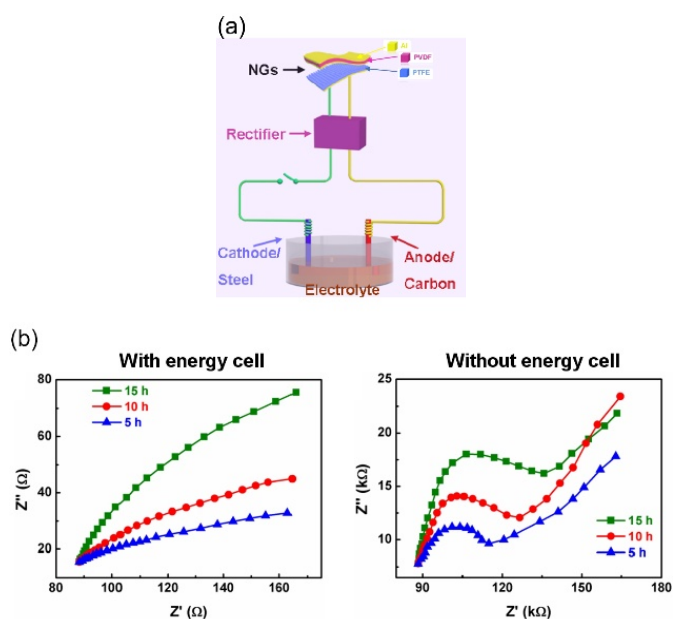 (a)
Al
PVDF
PTFE
NGs
Rectifier
Cathode/
Steel
Anode/
Carbon
Electrolyte
(b)
With energy cell
Without energy cell
80
60
40
20
Z'' (Ω)
15 h
10 h
5 h
100 120 140 160
Z' (Ω)
25
20
15
10
5
Z'' (kΩ)
15 h
10 h
5 h
90 120 150 180
Z' (kΩ)